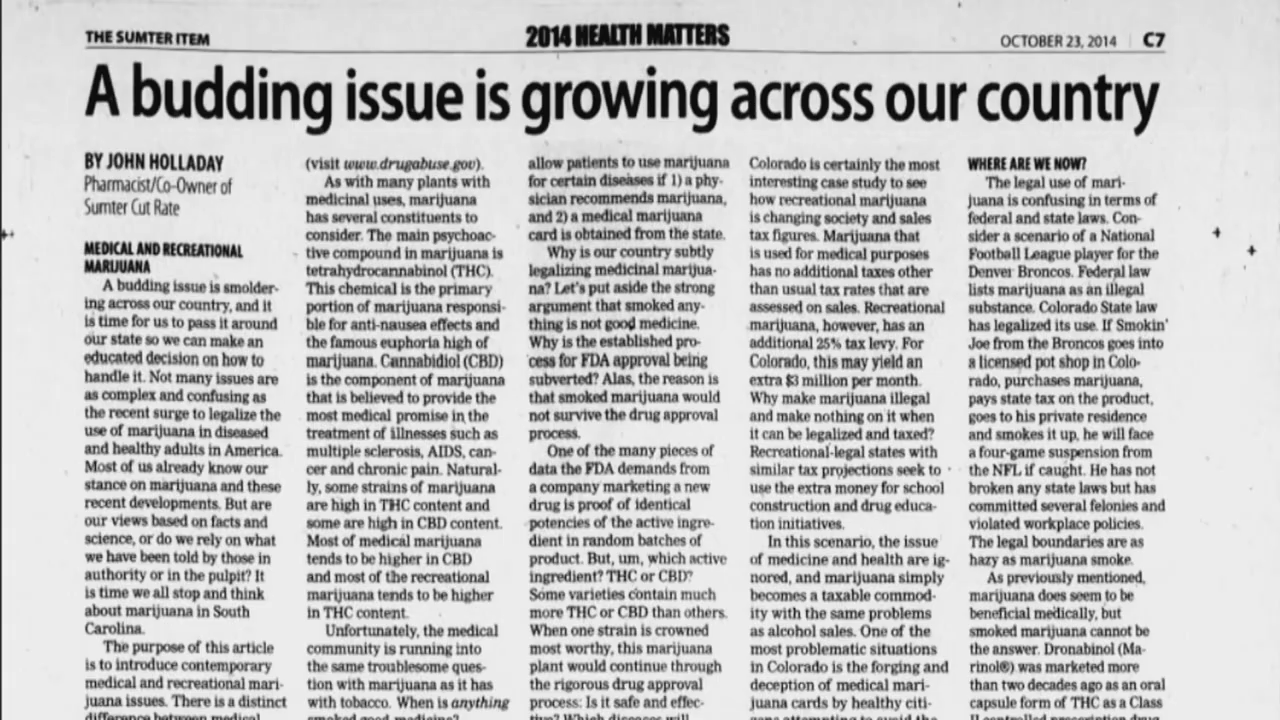 THE SUMTER ITEM
2014 HEALTH MATTERS
OCTOBER 23, 2014 | C7
A budding issue is growing across our country
BY JOHN HOLLADAY
Pharmacist/Co-Owner of
Sumter Cut Rate
MEDICAL AND RECREATIONAL
MARIJUANA
A budding issue is smolder-
ing across our country, and it
is time for us to pass it around
our state so we can make an
educated decision on how to
handle it. Not many issues are
as complex and confusing as
the recent surge to legalize the
use of marijuana in diseased
and healthy adults in America.
Most of us already know our
stance on marijuana and these
recent developments. But are
our views based on facts and
science, or do we rely on what
we have been told by those in
authority or in the pulpit? It
is time we all stop and think
about marijuana in South
Carolina.
The purpose of this article
is to introduce contemporary
medical and recreational mari-
juana issues. There is a distinct
difference between medical
(visit www.drugabuse.gov).
As with many plants with
medicinal uses, marijuana
has several constituents to
consider. The main psychoac-
tive compound in marijuana is
tetrahydrocannabinol (THC).
This chemical is the primary
portion of marijuana responsi-
ble for anti-nausea effects and
the famous euphoria high of
marijuana. Cannabidiol (CBD)
is the component of marijuana
that is believed to provide the
most medical promise in the
treatment of illnesses such as
multiple sclerosis, AIDS, can-
cer and chronic pain. Natural-
ly, some strains of marijuana
are high in THC content and
some are high in CBD content.
Most of medical marijuana
tends to be higher in CBD
and most of the recreational
marijuana tends to be higher
in THC content.
Unfortunately, the medical
community is running into
the same troublesome ques-
tion with marijuana as it has
with tobacco. When is anything
smoked good medicine?
allow patients to use marijuana
for certain diseases if 1) a phy-
sician recommends marijuana,
and 2) a medical marijuana
card is obtained from the state.
Why is our country subtly
legalizing medicinal marijua-
na? Let's put aside the strong
argument that smoked any-
thing is not good medicine.
Why is the established pro-
cess for FDA approval being
subverted? Alas, the reason is
that smoked marijuana would
not survive the drug approval
process.
One of the many pieces of
data the FDA demands from
a company marketing a new
drug is proof of identical
potencies of the active ingre-
dient in random batches of
product. But, um, which active
ingredient? THC or CBD?
Some varieties contain much
more THC or CBD than others.
When one strain is crowned
most worthy, this marijuana
plant would continue through
the rigorous drug approval
process: Is it safe and effec-
tive? Which diseases will
Colorado is certainly the most
interesting case study to see
how recreational marijuana
is changing society and sales
tax figures. Marijuana that
is used for medical purposes
has no additional taxes other
than usual tax rates that are
assessed on sales. Recreational
marijuana, however, has an
additional 25% tax levy. For
Colorado, this may yield an
extra $3 million per month.
Why make marijuana illegal
and make nothing on it when
it can be legalized and taxed?
Recreational-legal states with
similar tax projections seek to
use the extra money for school
construction and drug educa-
tion initiatives.
In this scenario, the issue
of medicine and health are ig-
nored, and marijuana simply
becomes a taxable commod-
ity with the same problems
as alcohol sales. One of the
most problematic situations
in Colorado is the forging and
deception of medical mari-
juana cards by healthy citi-
zens attempting to avoid the
WHERE ARE WE NOW?
The legal use of mari-
juana is confusing in terms of
federal and state laws. Con-
sider a scenario of a National
Football League player for the
Denver Broncos. Federal law
lists marijuana as an illegal
substance. Colorado State law
has legalized its use. If Smokin'
Joe from the Broncos goes into
a licensed pot shop in Colo-
rado, purchases marijuana,
pays state tax on the product,
goes to his private residence
and smokes it up, he will face
a four-game suspension from
the NFL if caught. He has not
broken any state laws but has
committed several felonies and
violated workplace policies.
The legal boundaries are as
hazy as marijuana smoke.
As previously mentioned,
marijuana does seem to be
beneficial medically, but
smoked marijuana cannot be
the answer. Dronabinol (Ma-
rinol®) was marketed more
than two decades ago as an oral
capsule form of THC as a Class
II controlled prescription drug